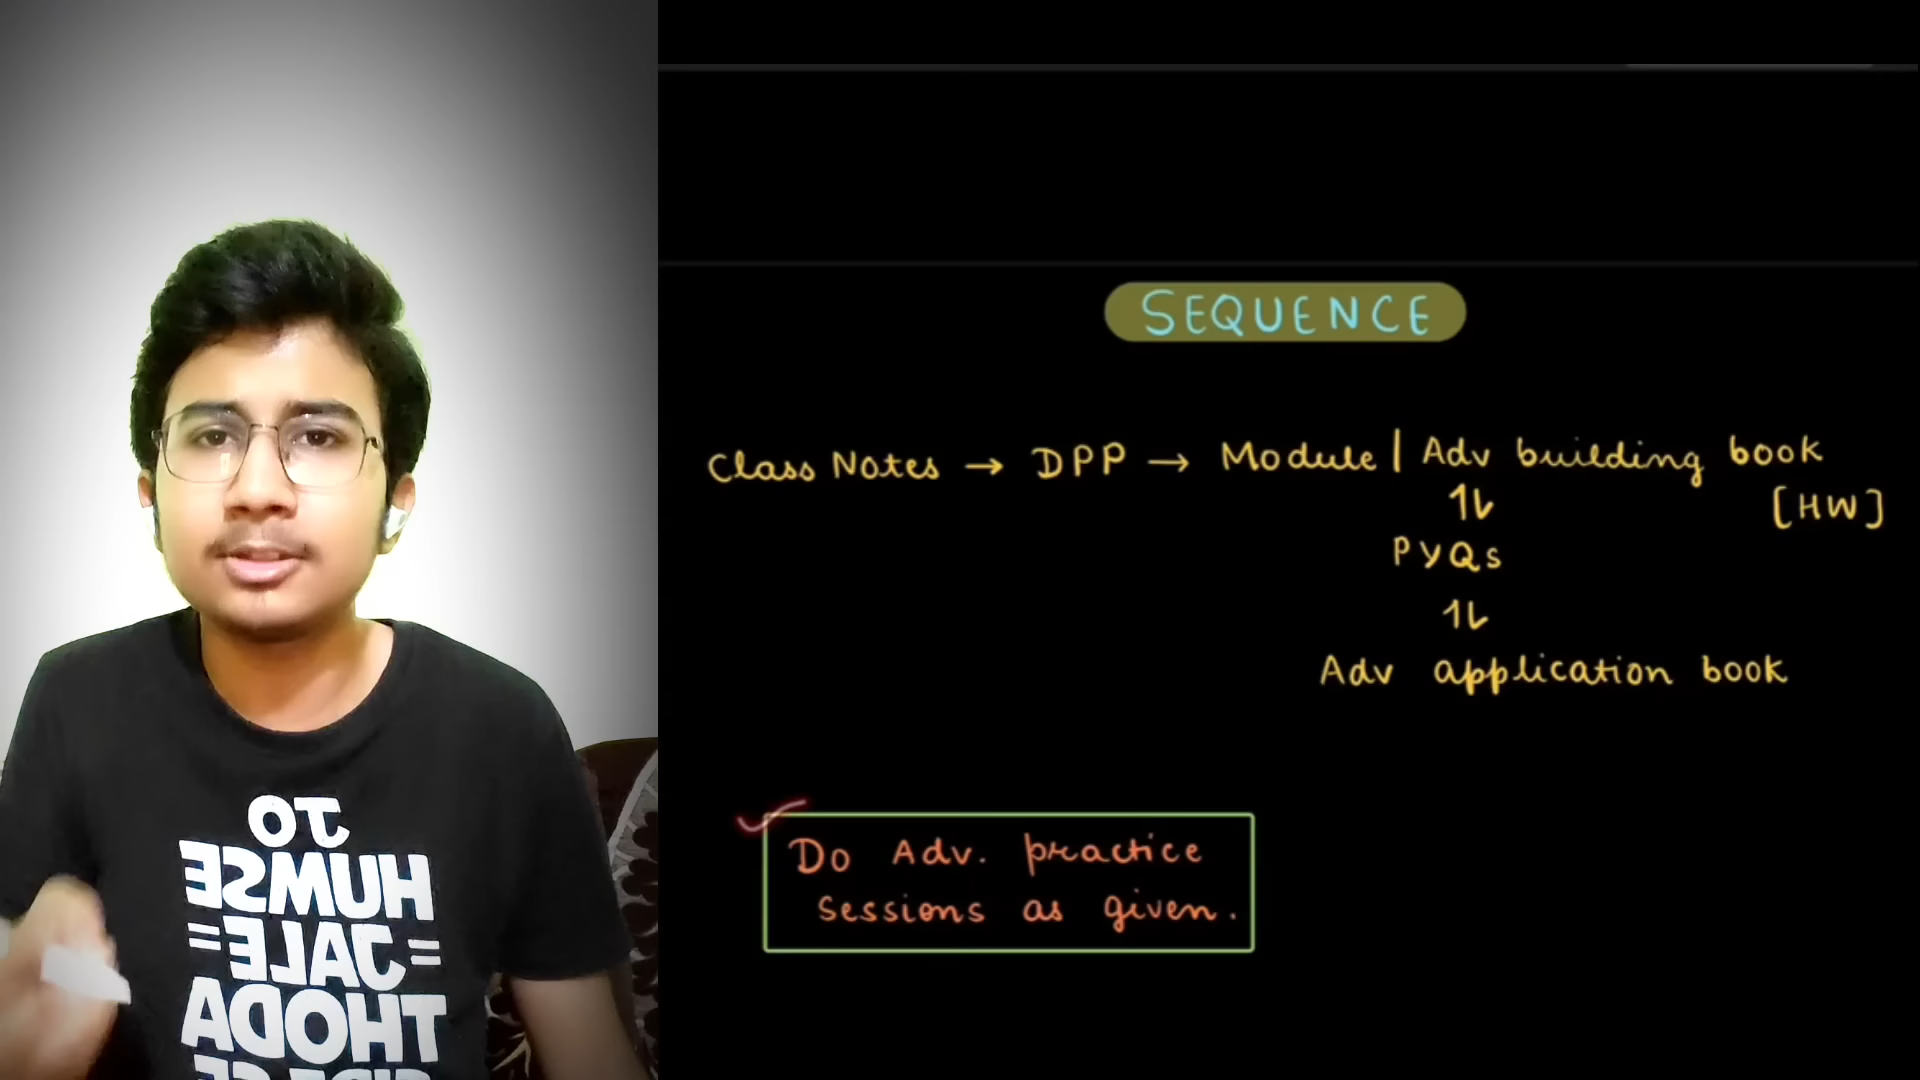 SEQUENCE
Class Notes → DPP → Module | Adv building book
[HW]
⥮
PYQs
⥮
Adv application book
Do Adv. practice
sessions as given.
JO
HUMSE
=JALE=
THODA